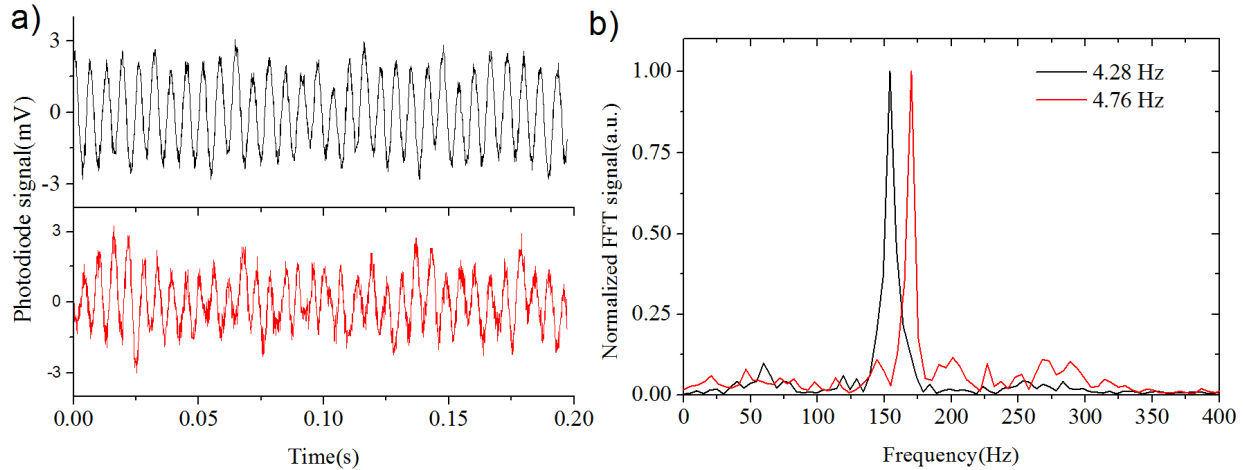 a)
Photodiode signal(mV)
3
0
-3
3
0
-3
0.00 0.05 0.10 0.15 0.20
Time(s)
b)
Normalized FFT signal(a.u.)
1.00
0.75
0.50
0.25
0.00
0 50 100 150 200 250 300 350 400
Frequency(Hz)
4.28 Hz
4.76 Hz